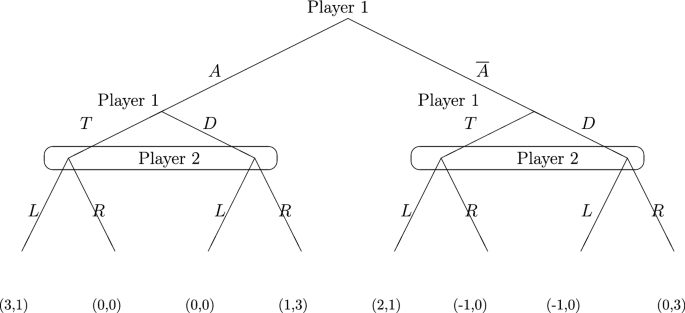 Player 1
A A̅
Player 1 Player 1
T D T D
Player 2 Player 2
L R L R L R L R
(3,1) (0,0) (0,0) (1,3) (2,1) (-1,0) (-1,0) (0,3)